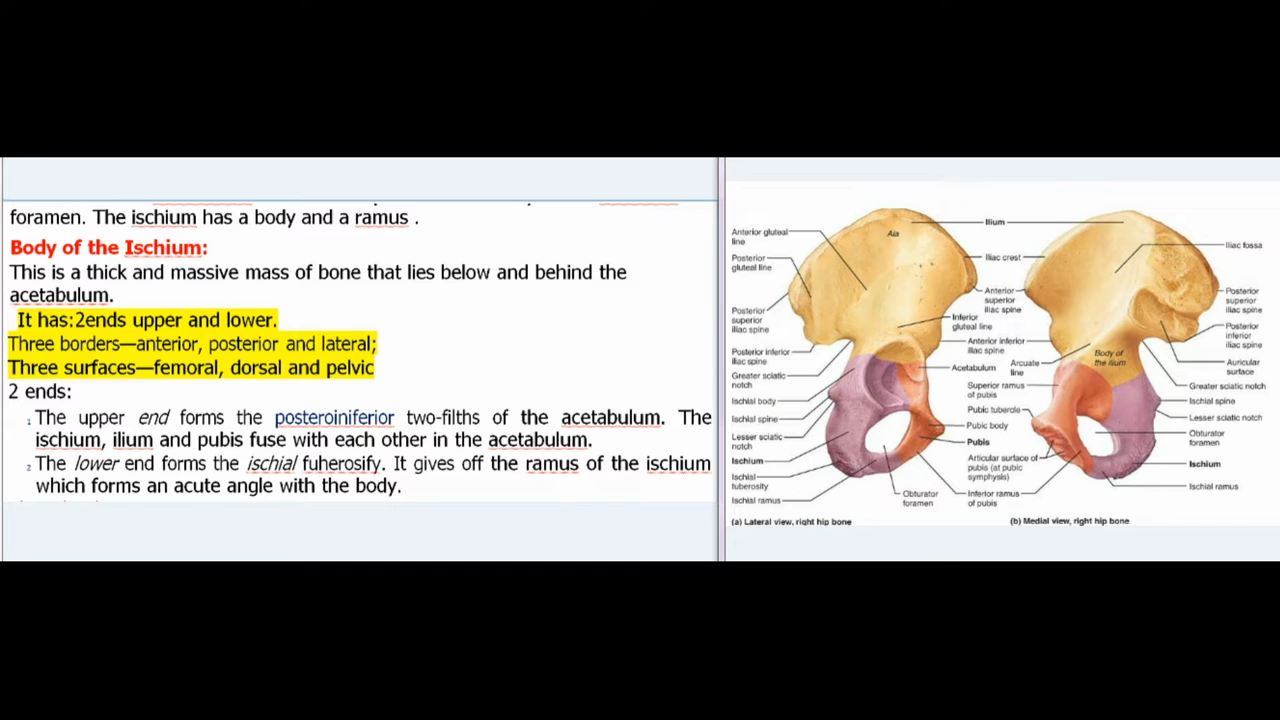 foramen. The ischium has a body and a ramus .
Body of the Ischium:
This is a thick and massive mass of bone that lies below and behind the
acetabulum.
It has:2ends upper and lower.
Three borders—anterior, posterior and lateral;
Three surfaces—femoral, dorsal and pelvic
2 ends:
1 The upper end forms the posteroiniferior two-filths of the acetabulum. The
ischium, ilium and pubis fuse with each other in the acetabulum.
2 The lower end forms the ischial fuherosify. It gives off the ramus of the ischium
which forms an acute angle with the body.
Anterior gluteal
line
Posterior
gluteal line
Posterior
superior
iliac spine
Posterior inferior
iliac spine
Greater sciatic
notch
Ischial body
Ischial spine
Lesser sciatic
notch
Ischium
Ischial
tuberosity
Ischial ramus
Ala
Ilium
Iliac crest
Anterior
superior
iliac spine
Inferior
gluteal line
Anterior inferior
iliac spine
Acetabulum
Arcuate
line
Superior ramus
of pubis
Pubic tubercle
Pubic body
Pubis
Articular surface of
pubis (at pubic
symphysis)
Inferior ramus
of pubis
Obturator
foramen
Body of
the ilium
Iliac fossa
Posterior
superior
iliac spine
Posterior
inferior
iliac spine
Auricular
surface
Greater sciatic notch
Ischial spine
Lesser sciatic notch
Obturator
foramen
Ischium
Ischial ramus
(a) Lateral view, right hip bone
(b) Medial view, right hip bone